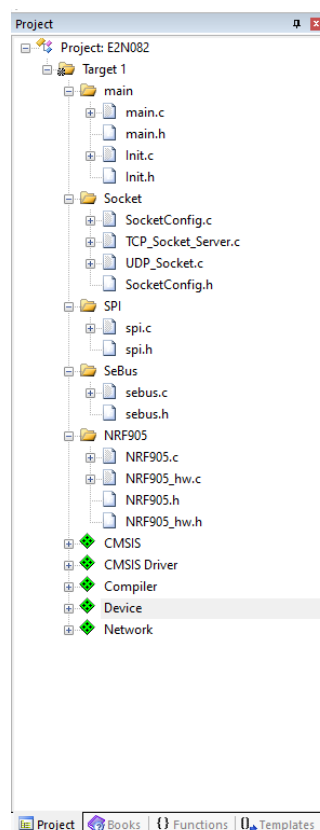 Project
Project: E2N082
Target 1
main
main.c
main.h
Init.c
Init.h
Socket
SocketConfig.c
TCP_Socket_Server.c
UDP_Socket.c
SocketConfig.h
SPI
spi.c
spi.h
SeBus
sebus.c
sebus.h
NRF905
NRF905.c
NRF905_hw.c
NRF905.h
NRF905_hw.h
CMSIS
CMSIS Driver
Compiler
Device
Network
Project Books {} Functions 0 Templates